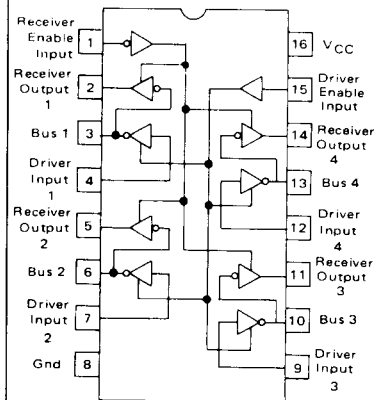 Receiver
Enable
Input
1
Receiver
Output
1
2
Bus 1
3
Driver
Input
1
4
Receiver
Output
2
5
Bus 2
6
Driver
Input
2
7
Gnd
8
16
VCC
15
Driver
Enable
Input
14
Receiver
Output
4
13
Bus 4
12
Driver
Input
4
11
Receiver
Output
3
10
Bus 3
9
Driver
Input
3